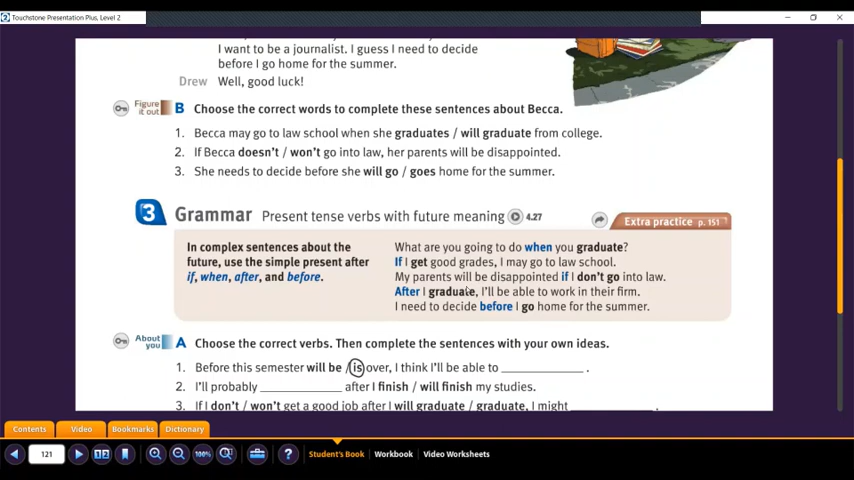 Touchstone Presentation Plus, Level 2
I want to be a journalist. I guess I need to decide
before I go home for the summer.
Drew Well, good luck!
Figure it out B Choose the correct words to complete these sentences about Becca.
1. Becca may go to law school when she graduates / will graduate from college.
2. If Becca doesn't / won't go into law, her parents will be disappointed.
3. She needs to decide before she will go / goes home for the summer.
3 Grammar Present tense verbs with future meaning 4.27
Extra practice p. 151
In complex sentences about the
future, use the simple present after
if, when, after, and before.
What are you going to do when you graduate?
If I get good grades, I may go to law school.
My parents will be disappointed if I don't go into law.
After I graduate, I'll be able to work in their firm.
I need to decide before I go home for the summer.
About you A Choose the correct verbs. Then complete the sentences with your own ideas.
1. Before this semester will be / is over, I think I'll be able to ____________ .
2. I'll probably ____________ after I finish / will finish my studies.
3. If I don't / won't get a good job after I will graduate / graduate, I might ____________ .
Contents Video Bookmarks Dictionary
121 1 2 100% ? Student's Book Workbook Video Worksheets